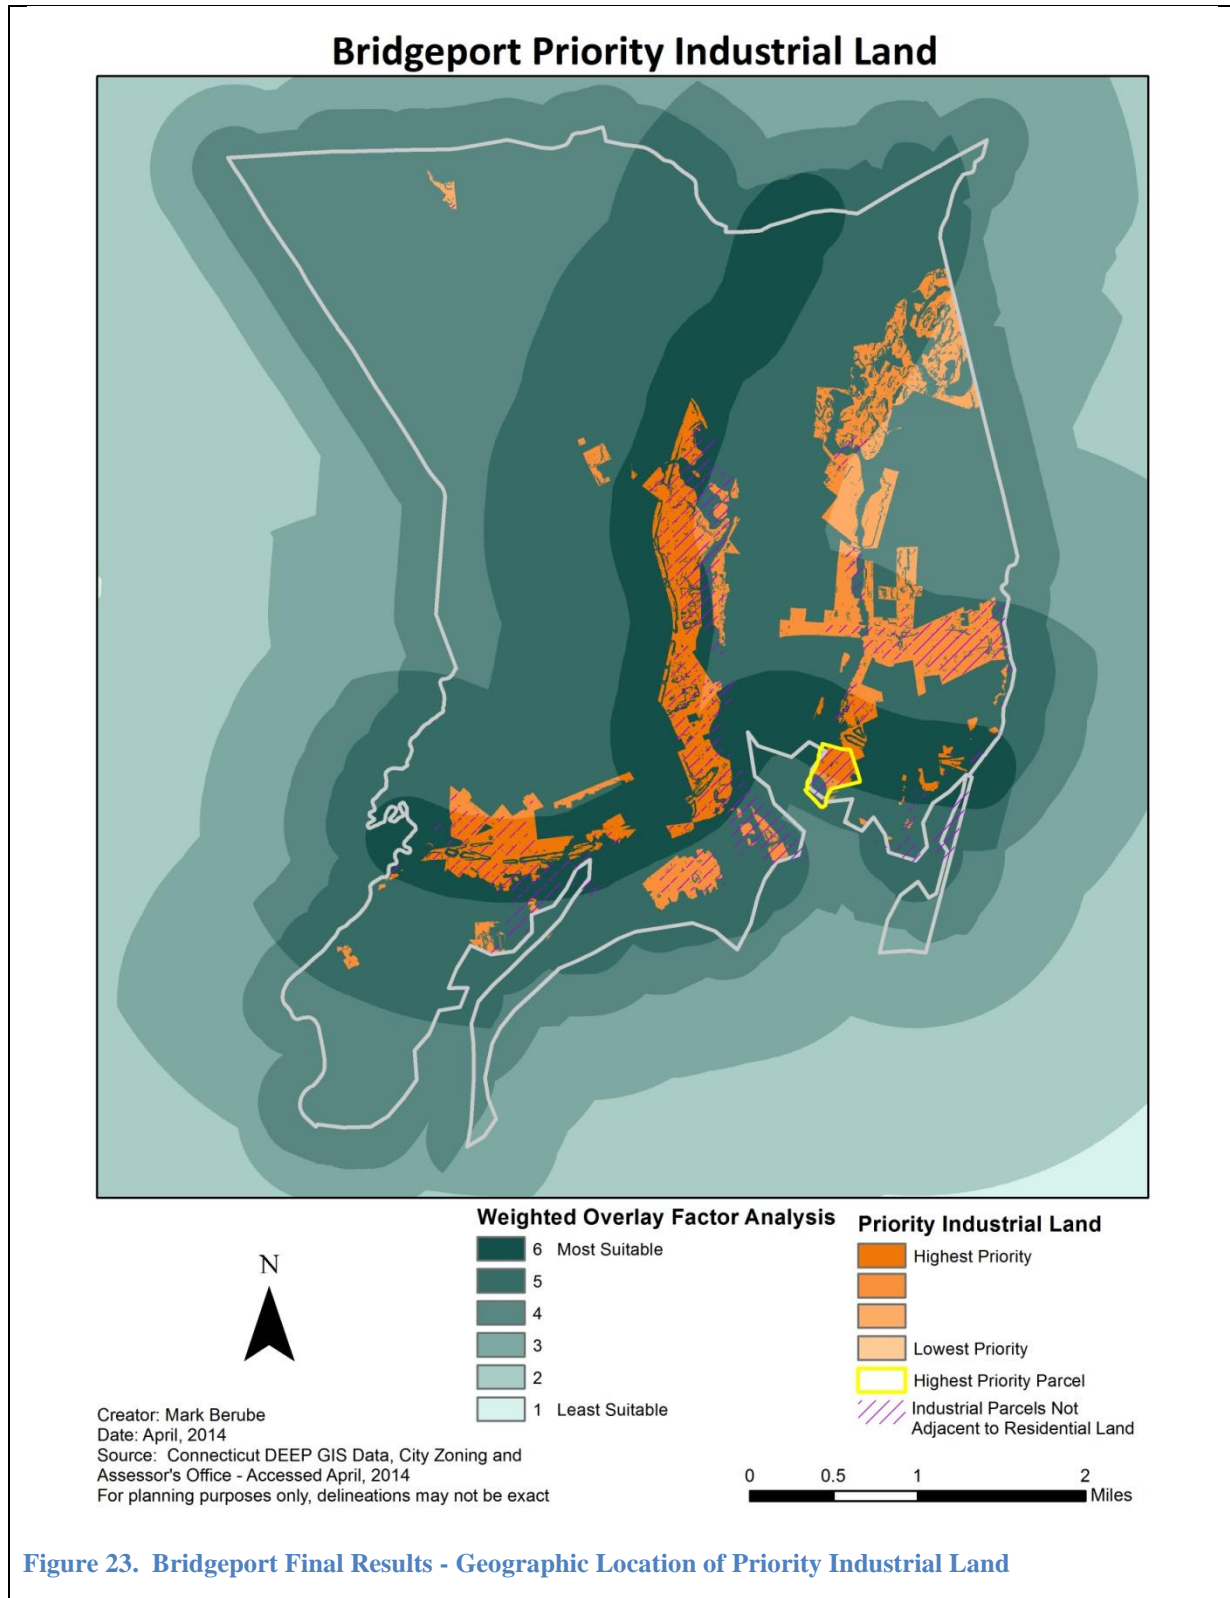 Bridgeport Priority Industrial Land
Weighted Overlay Factor Analysis
6 Most Suitable
5
4
3
2
1 Least Suitable
Priority Industrial Land
Highest Priority
Lowest Priority
Highest Priority Parcel
Industrial Parcels Not
Adjacent to Residential Land
N
Creator: Mark Berube
Date: April, 2014
Source: Connecticut DEEP GIS Data, City Zoning and
Assessor's Office - Accessed April, 2014
For planning purposes only, delineations may not be exact
0 0.5 1 2
Miles
Figure 23. Bridgeport Final Results - Geographic Location of Priority Industrial Land